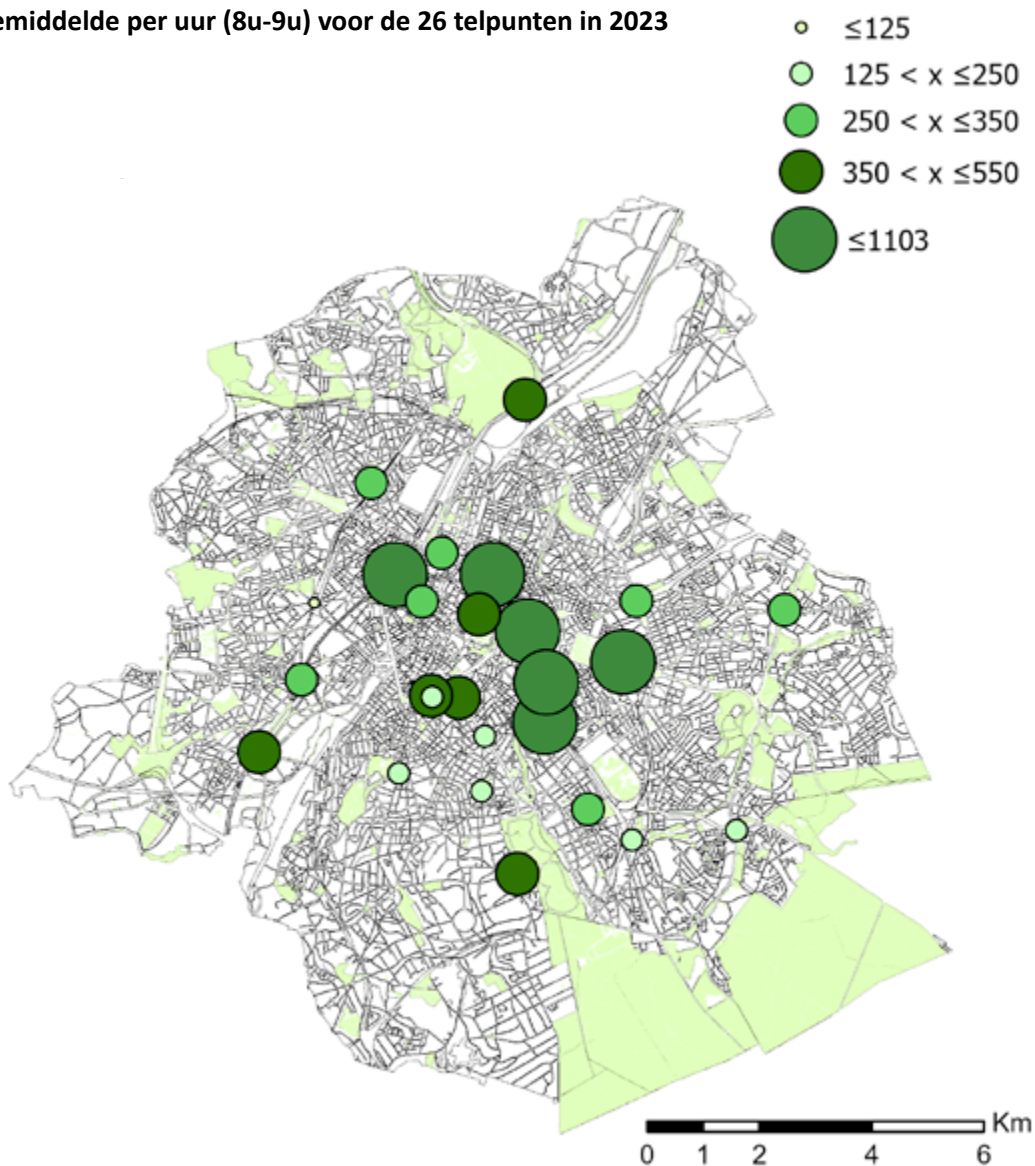 emiddelde per uur (8u-9u) voor de 26 telpunten in 2023
≤125
125 < x ≤250
250 < x ≤350
350 < x ≤550
≤1103
Km
0 1 2 4 6